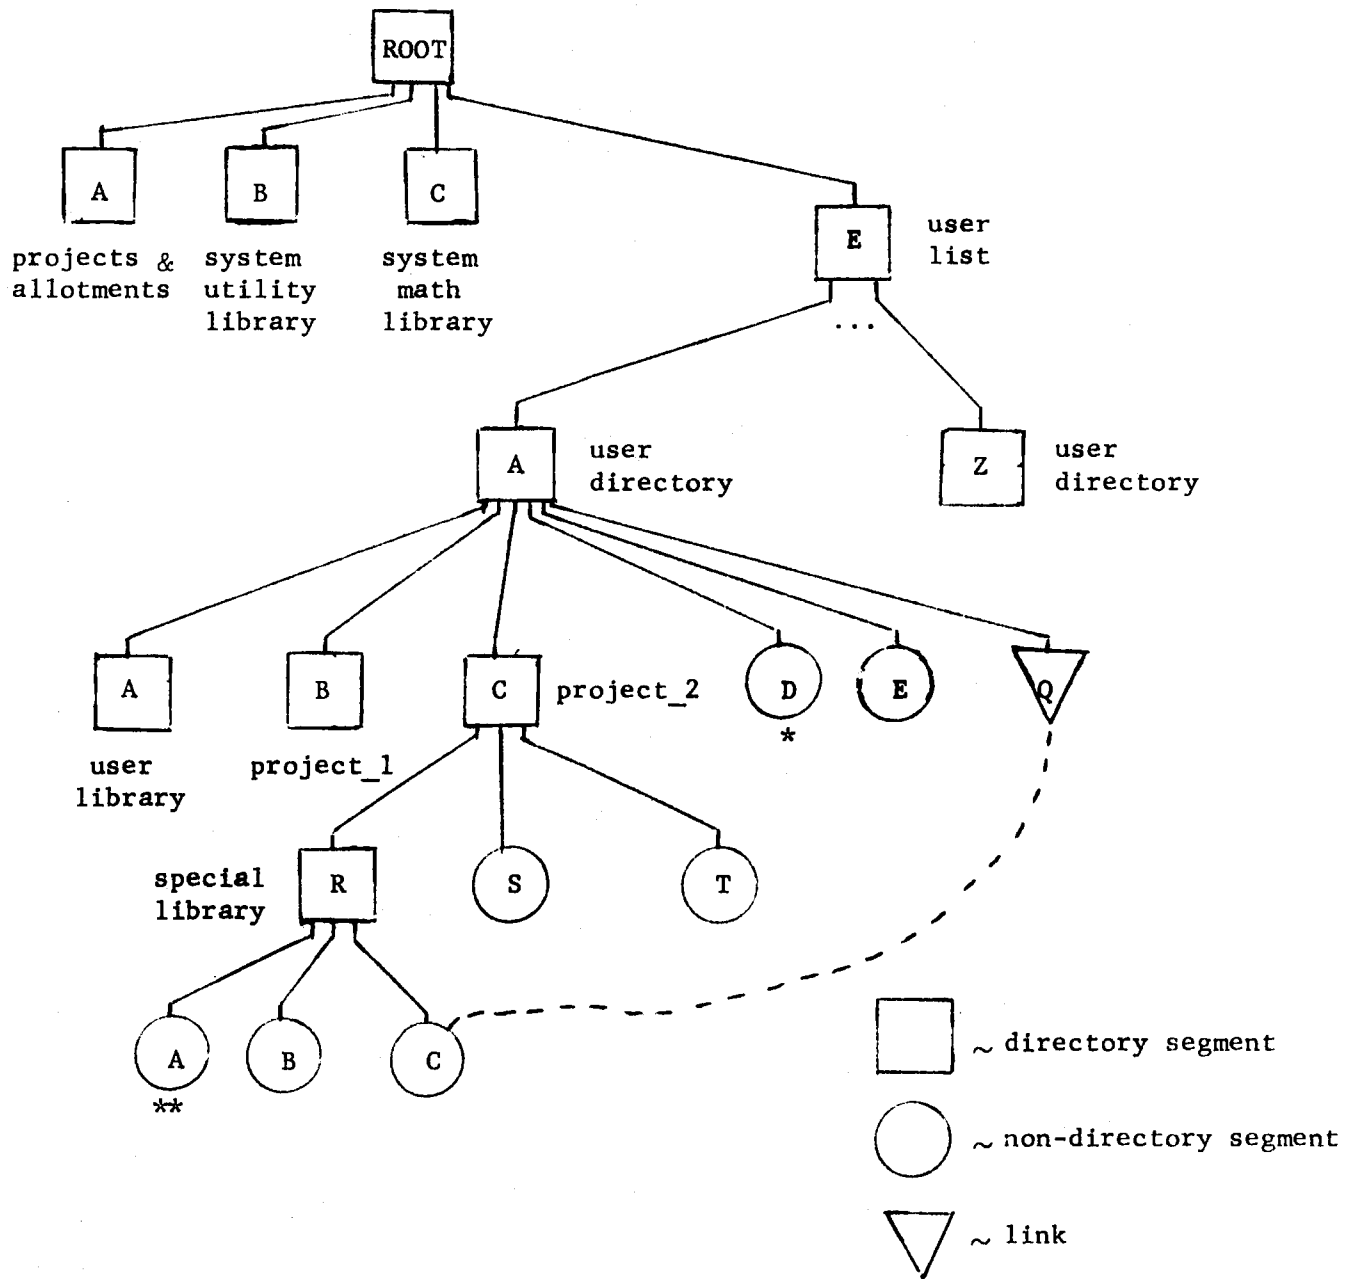 ROOT
A
B
C
E
user
list
projects &
allotments
system
utility
library
system
math
library
...
A
user
directory
Z
user
directory
A
B
C
project_2
D
*
E
Q
user
library
project_1
special
library
R
S
T
A
**
B
C
~ directory segment
~ non-directory segment
~ link